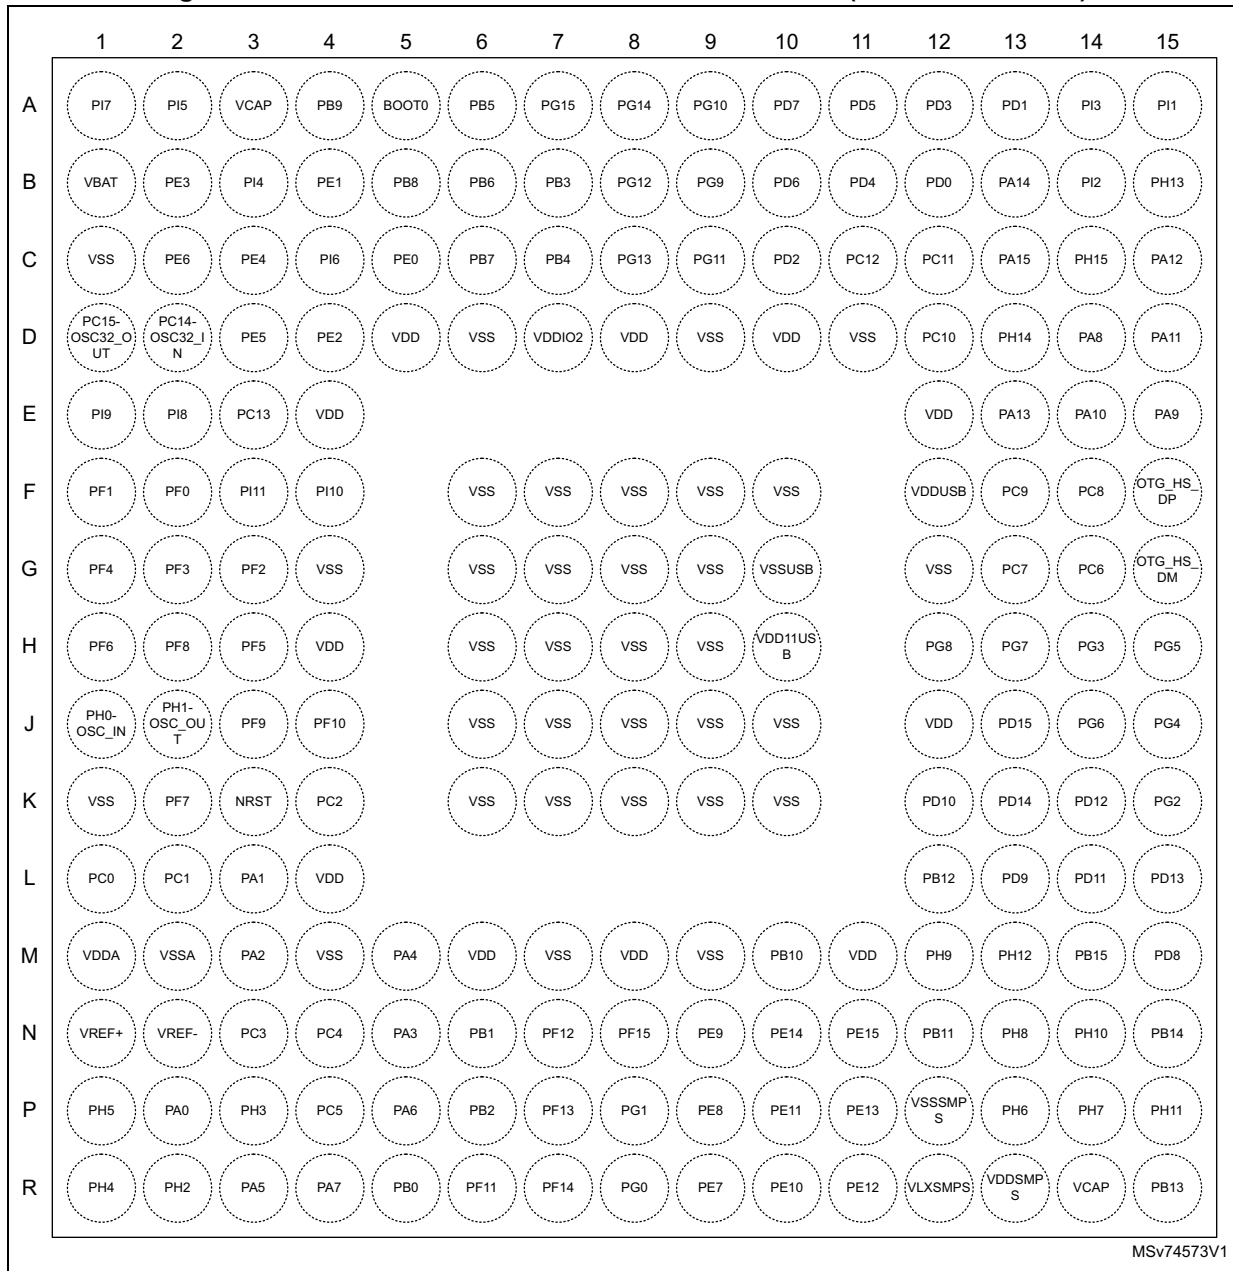 1 2 3 4 5 6 7 8 9 10 11 12 13 14 15
A PI7 PI5 VCAP PB9 BOOT0 PB5 PG15 PG14 PG10 PD7 PD5 PD3 PD1 PI3 PI1
B VBAT PE3 PI4 PE1 PB8 PB6 PB3 PG12 PG9 PD6 PD4 PD0 PA14 PI2 PH13
C VSS PE6 PE4 PI6 PE0 PB7 PB4 PG13 PG11 PD2 PC12 PC11 PA15 PH15 PA12
D PC15-OSC32_OUT PC14-OSC32_IN PE5 PE2 VDD VSS VDDIO2 VDD VSS VDD VSS PC10 PH14 PA8 PA11
E PI9 PI8 PC13 VDD VDD PA13 PA10 PA9
F PF1 PF0 PI11 PI10 VSS VSS VSS VSS VSS VDDUSB PC9 PC8 OTG_HS_DP
G PF4 PF3 PF2 VSS VSS VSS VSS VSS VSSUSB VSS PC7 PC6 OTG_HS_DM
H PF6 PF8 PF5 VDD VSS VSS VSS VSS VDD11USB PG8 PG7 PG3 PG5
J PH0-OSC_IN PH1-OSC_OUT PF9 PF10 VSS VSS VSS VSS VSS VDD PD15 PG6 PG4
K VSS PF7 NRST PC2 VSS VSS VSS VSS VSS PD10 PD14 PD12 PG2
L PC0 PC1 PA1 VDD PB12 PD9 PD11 PD13
M VDDA VSSA PA2 VSS PA4 VDD VSS VDD VSS PB10 VDD PH9 PH12 PB15 PD8
N VREF+ VREF- PC3 PC4 PA3 PB1 PF12 PF15 PE9 PE14 PE15 PB11 PH8 PH10 PB14
P PH5 PA0 PH3 PC5 PA6 PB2 PF13 PG1 PE8 PE11 PE13 VSSSMPS PH6 PH7 PH11
R PH4 PH2 PA5 PA7 PB0 PF11 PF14 PG0 PE7 PE10 PE12 VLXSMPS VDDSMPS VCAP PB13
MSv74573V1